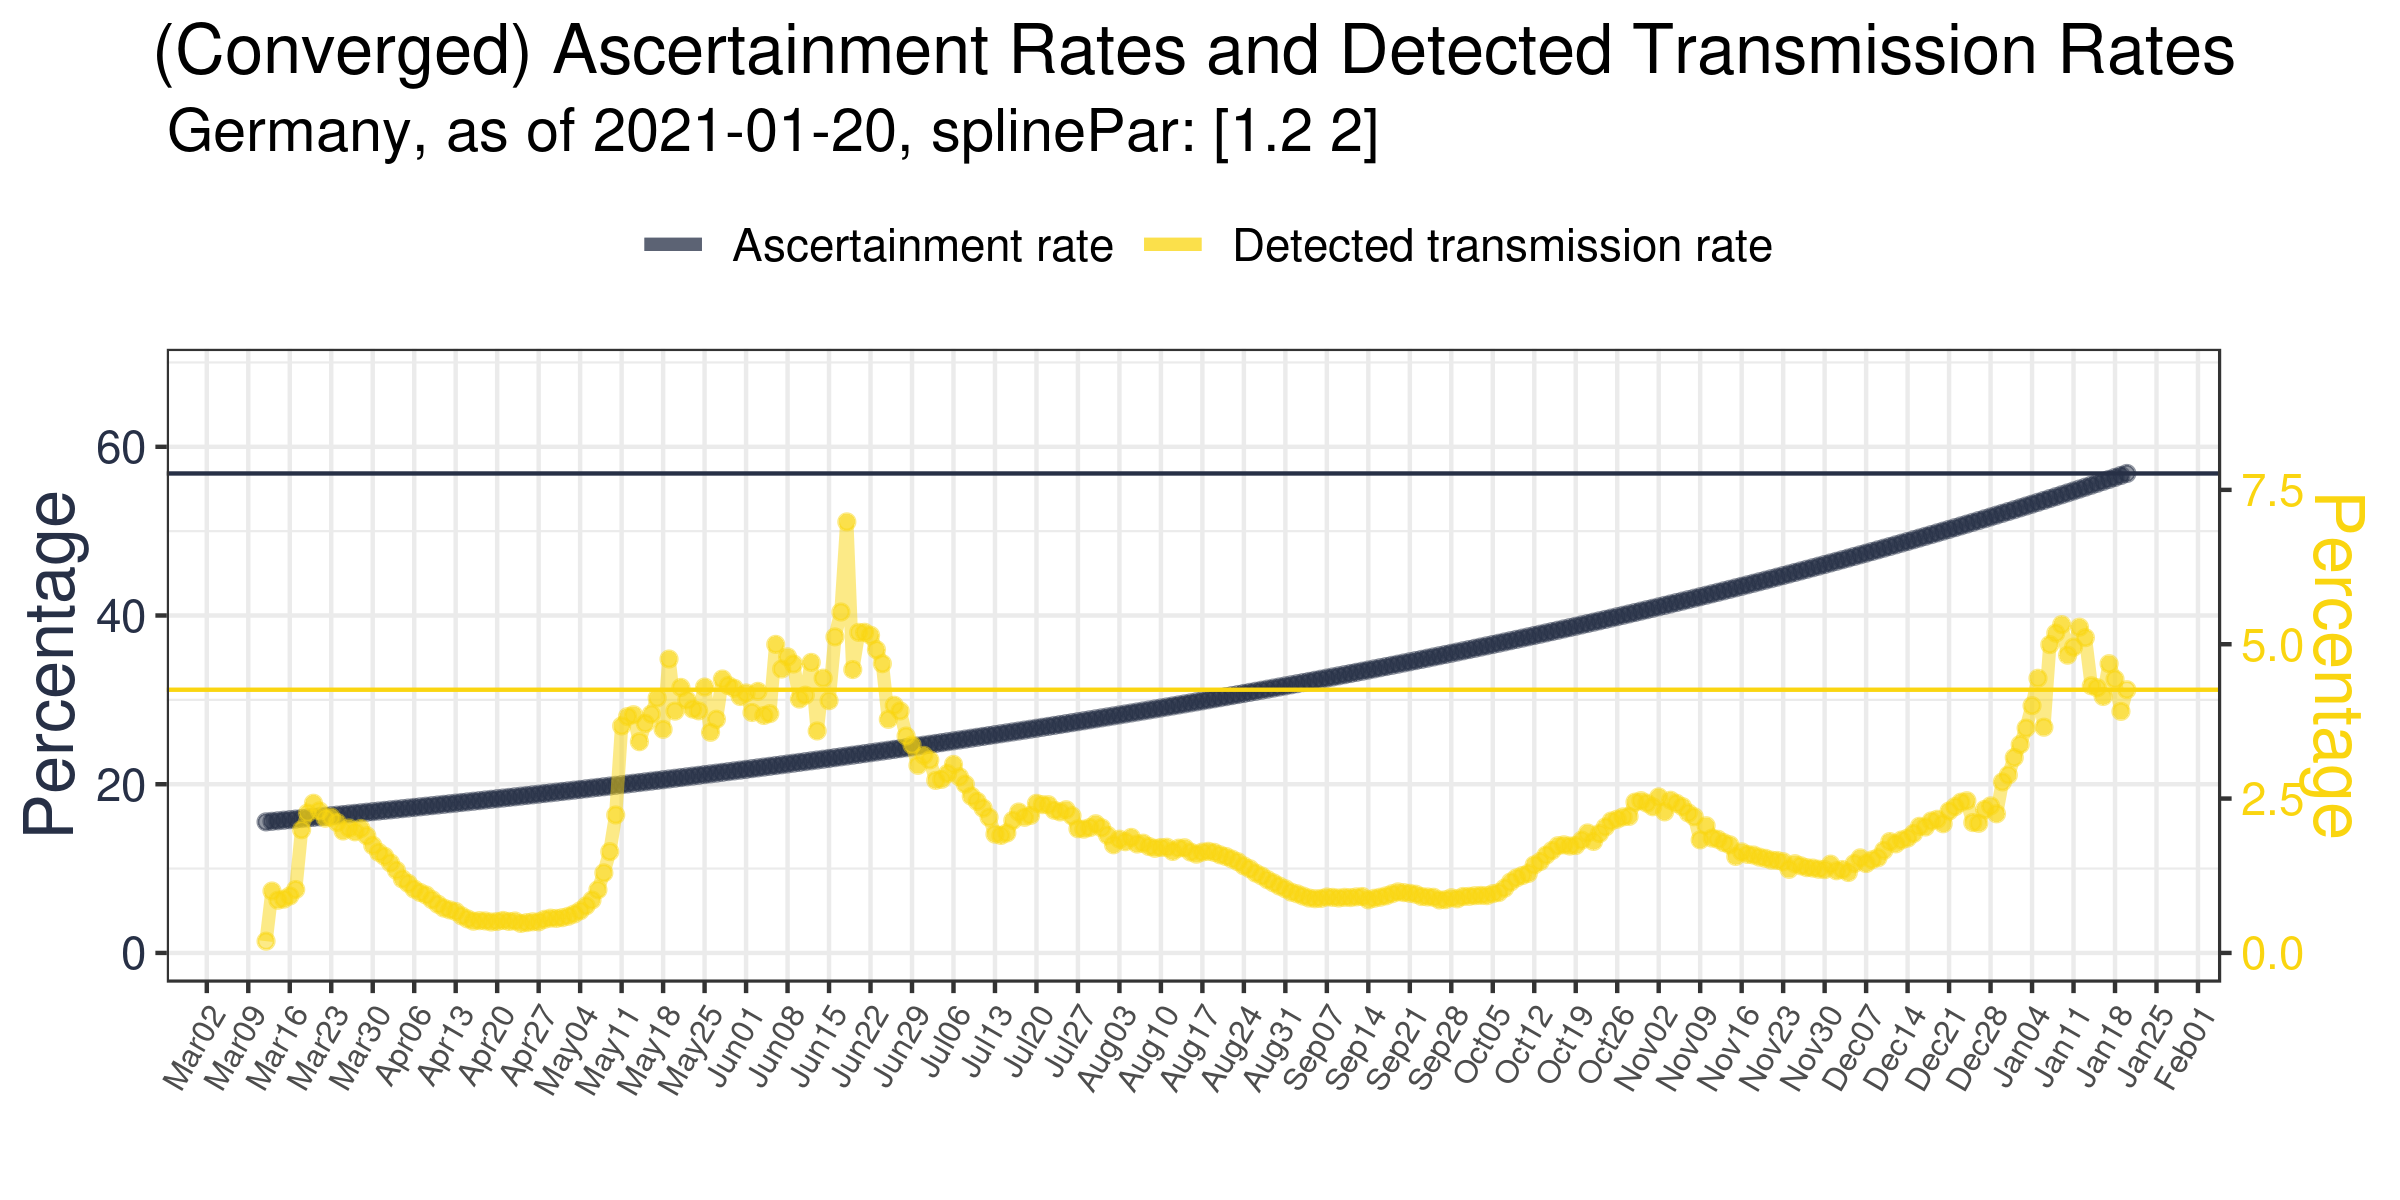 (Converged) Ascertainment Rates and Detected Transmission Rates
Germany, as of 2021-01-20, splinePar: [1.2 2]
Ascertainment rate
Detected transmission rate
Percentage
60
40
20
0
7.5
5.0
2.5
0.0
Percentage
Mar02
Mar09
Mar16
Mar23
Mar30
Apr06
Apr13
Apr20
Apr27
May04
May11
May18
May25
Jun01
Jun08
Jun15
Jun22
Jun29
Jul06
Jul13
Jul20
Jul27
Aug03
Aug10
Aug17
Aug24
Aug31
Sep07
Sep14
Sep21
Sep28
Oct05
Oct12
Oct19
Oct26
Nov02
Nov09
Nov16
Nov23
Nov30
Dec07
Dec14
Dec21
Dec28
Jan04
Jan11
Jan18
Jan25
Feb01